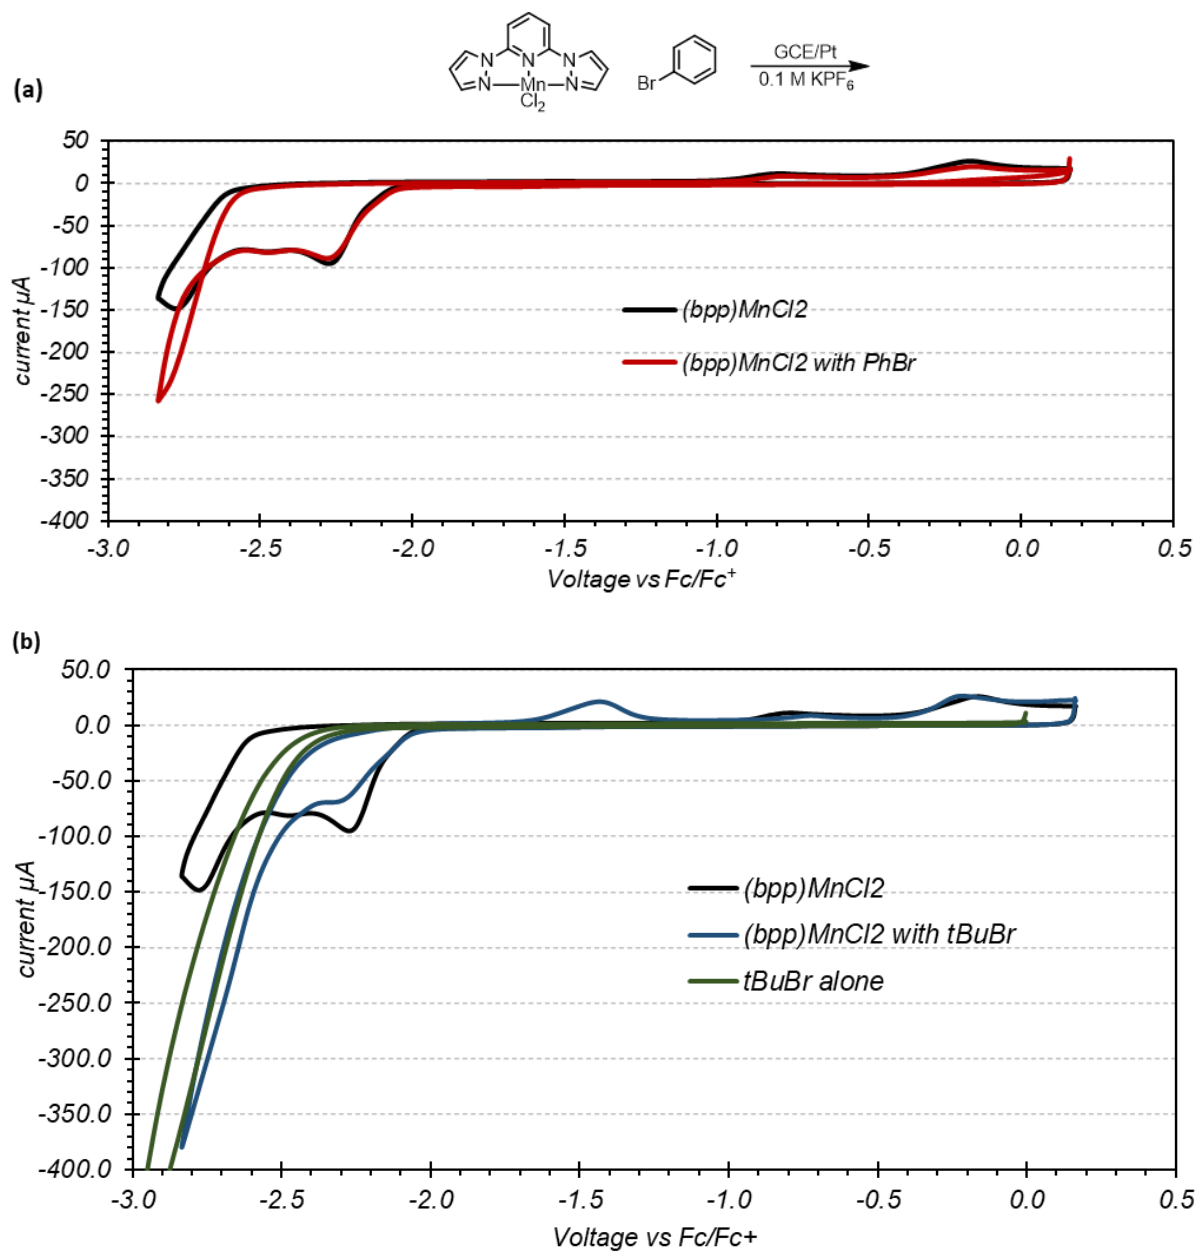 N N N
N Mn N
Cl2
Br
GCE/Pt
0.1 M KPF6
(a)
50
0
-50
-100
-150
-200
-250
-300
-350
-400
current µA
(bpp)MnCl2
(bpp)MnCl2 with PhBr
-3.0 -2.5 -2.0 -1.5 -1.0 -0.5 0.0 0.5
Voltage vs Fc/Fc+
(b)
50.0
0.0
-50.0
-100.0
-150.0
-200.0
-250.0
-300.0
-350.0
-400.0
current µA
(bpp)MnCl2
(bpp)MnCl2 with tBuBr
tBuBr alone
-3.0 -2.5 -2.0 -1.5 -1.0 -0.5 0.0 0.5
Voltage vs Fc/Fc+